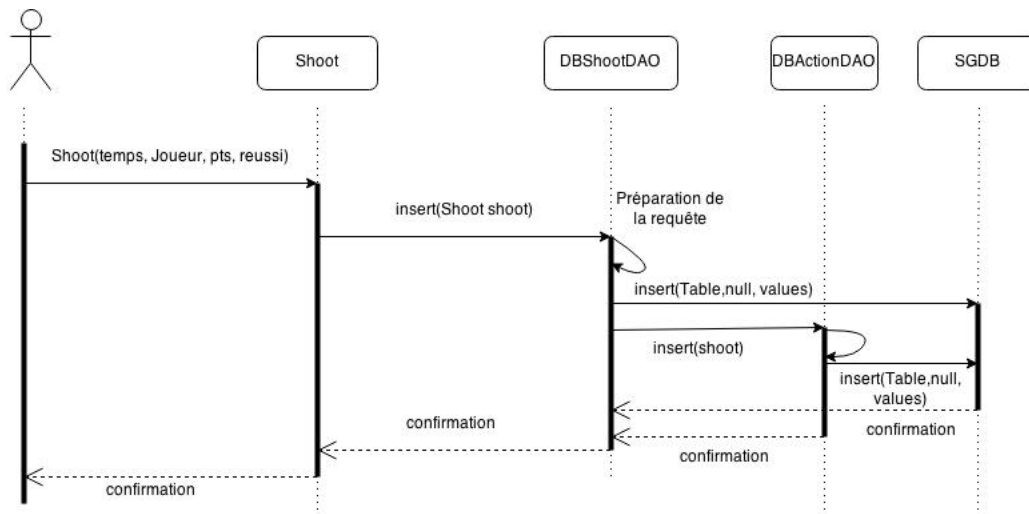 Shoot
DBShootDAO
DBActionDAO
SGDB
Shoot(temps, Joueur, pts, reussi)
insert(Shoot shoot)
Préparation de
la requête
insert(Table,null, values)
insert(shoot)
insert(Table,null,
values)
confirmation
confirmation
confirmation
confirmation